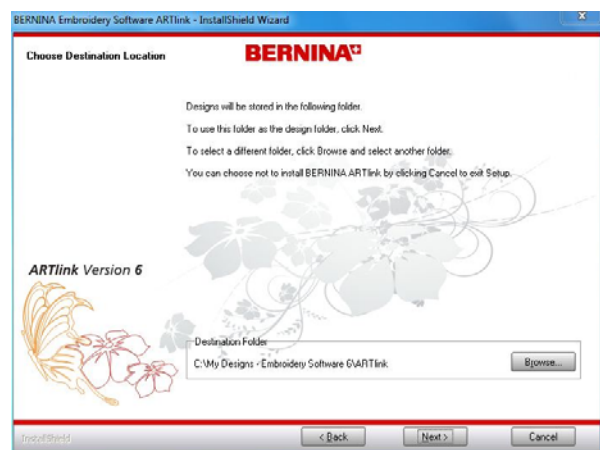 BERNINA Embroidery Software ARTlink - InstallShield Wizard
X
Choose Destination Location
BERNINA
Designs will be stored in the following folder.
To use this folder as the design folder, click Next.
To select a different folder, click Browse and select another folder.
You can choose not to install BERNINA ARTlink by clicking Cancel to exit Setup.
ARTlink Version 6
Destination Folder
C:\My Designs - Embroidery Software 6\ARTlink
Browse...
InstallShield
< Back
Next >
Cancel